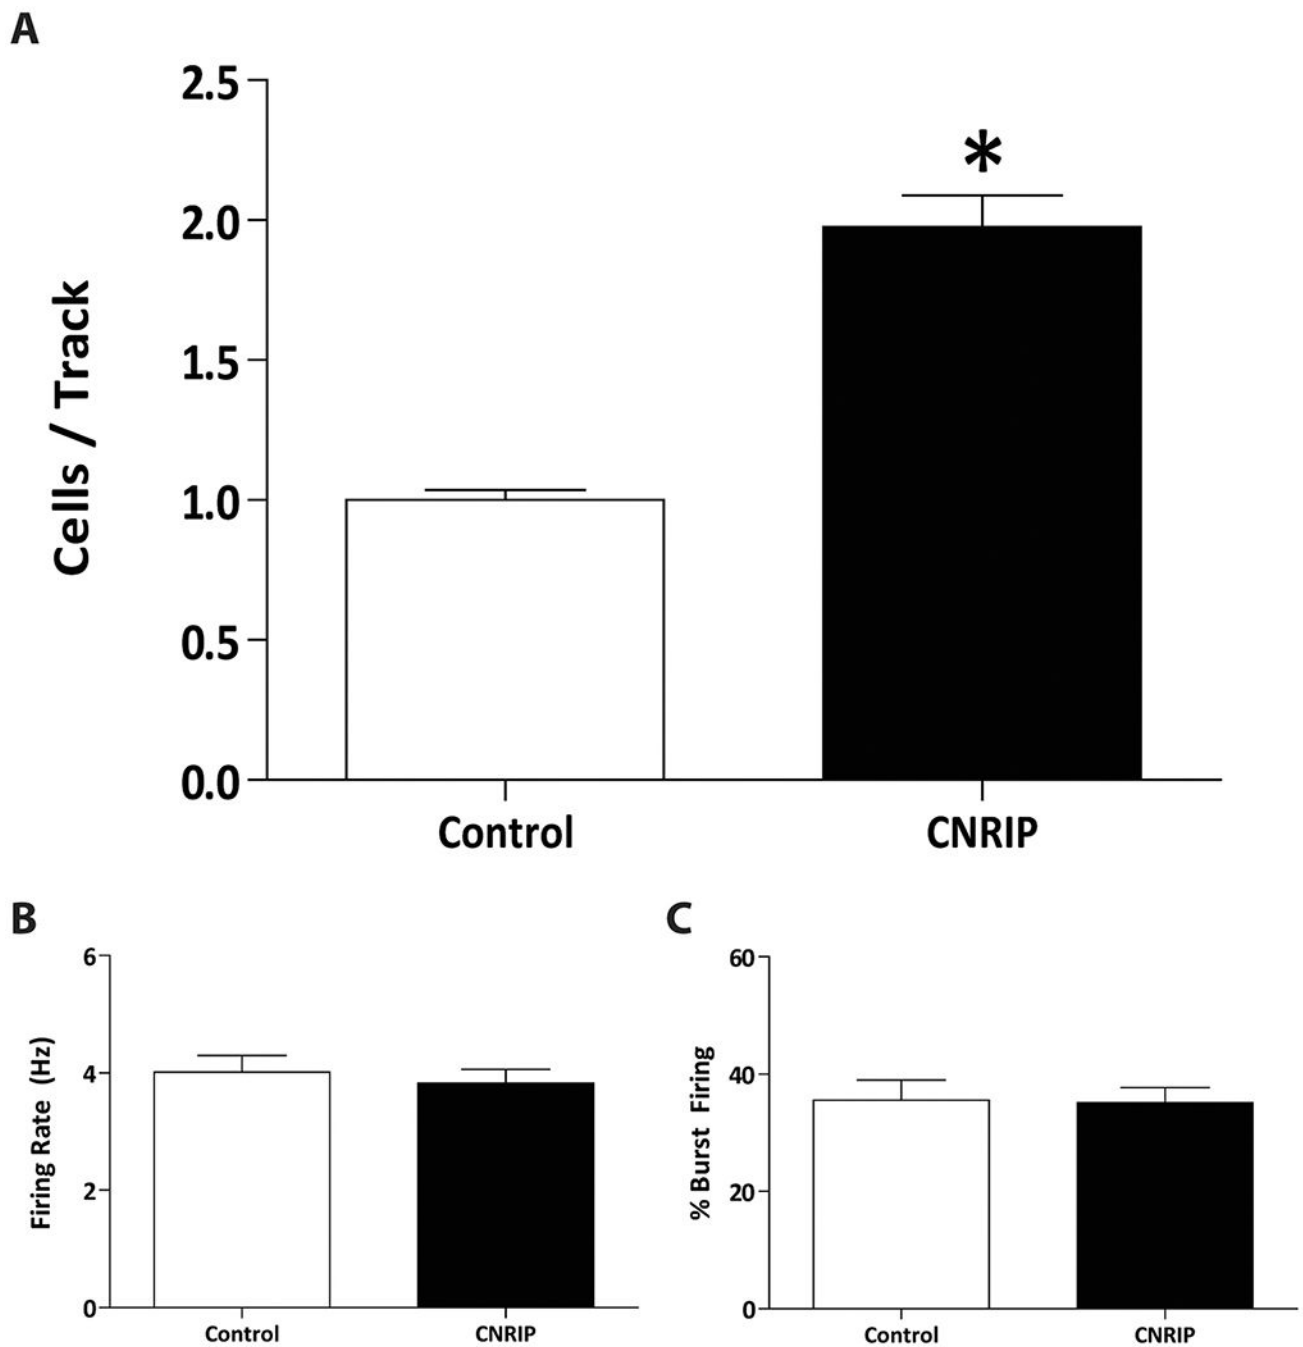 A
2.5
*
2.0
Cells / Track
1.5
1.0
0.5
0.0
Control CNRIP
B
6
Firing Rate (Hz)
4
2
0
Control CNRIP
C
60
% Burst Firing
40
20
0
Control CNRIP